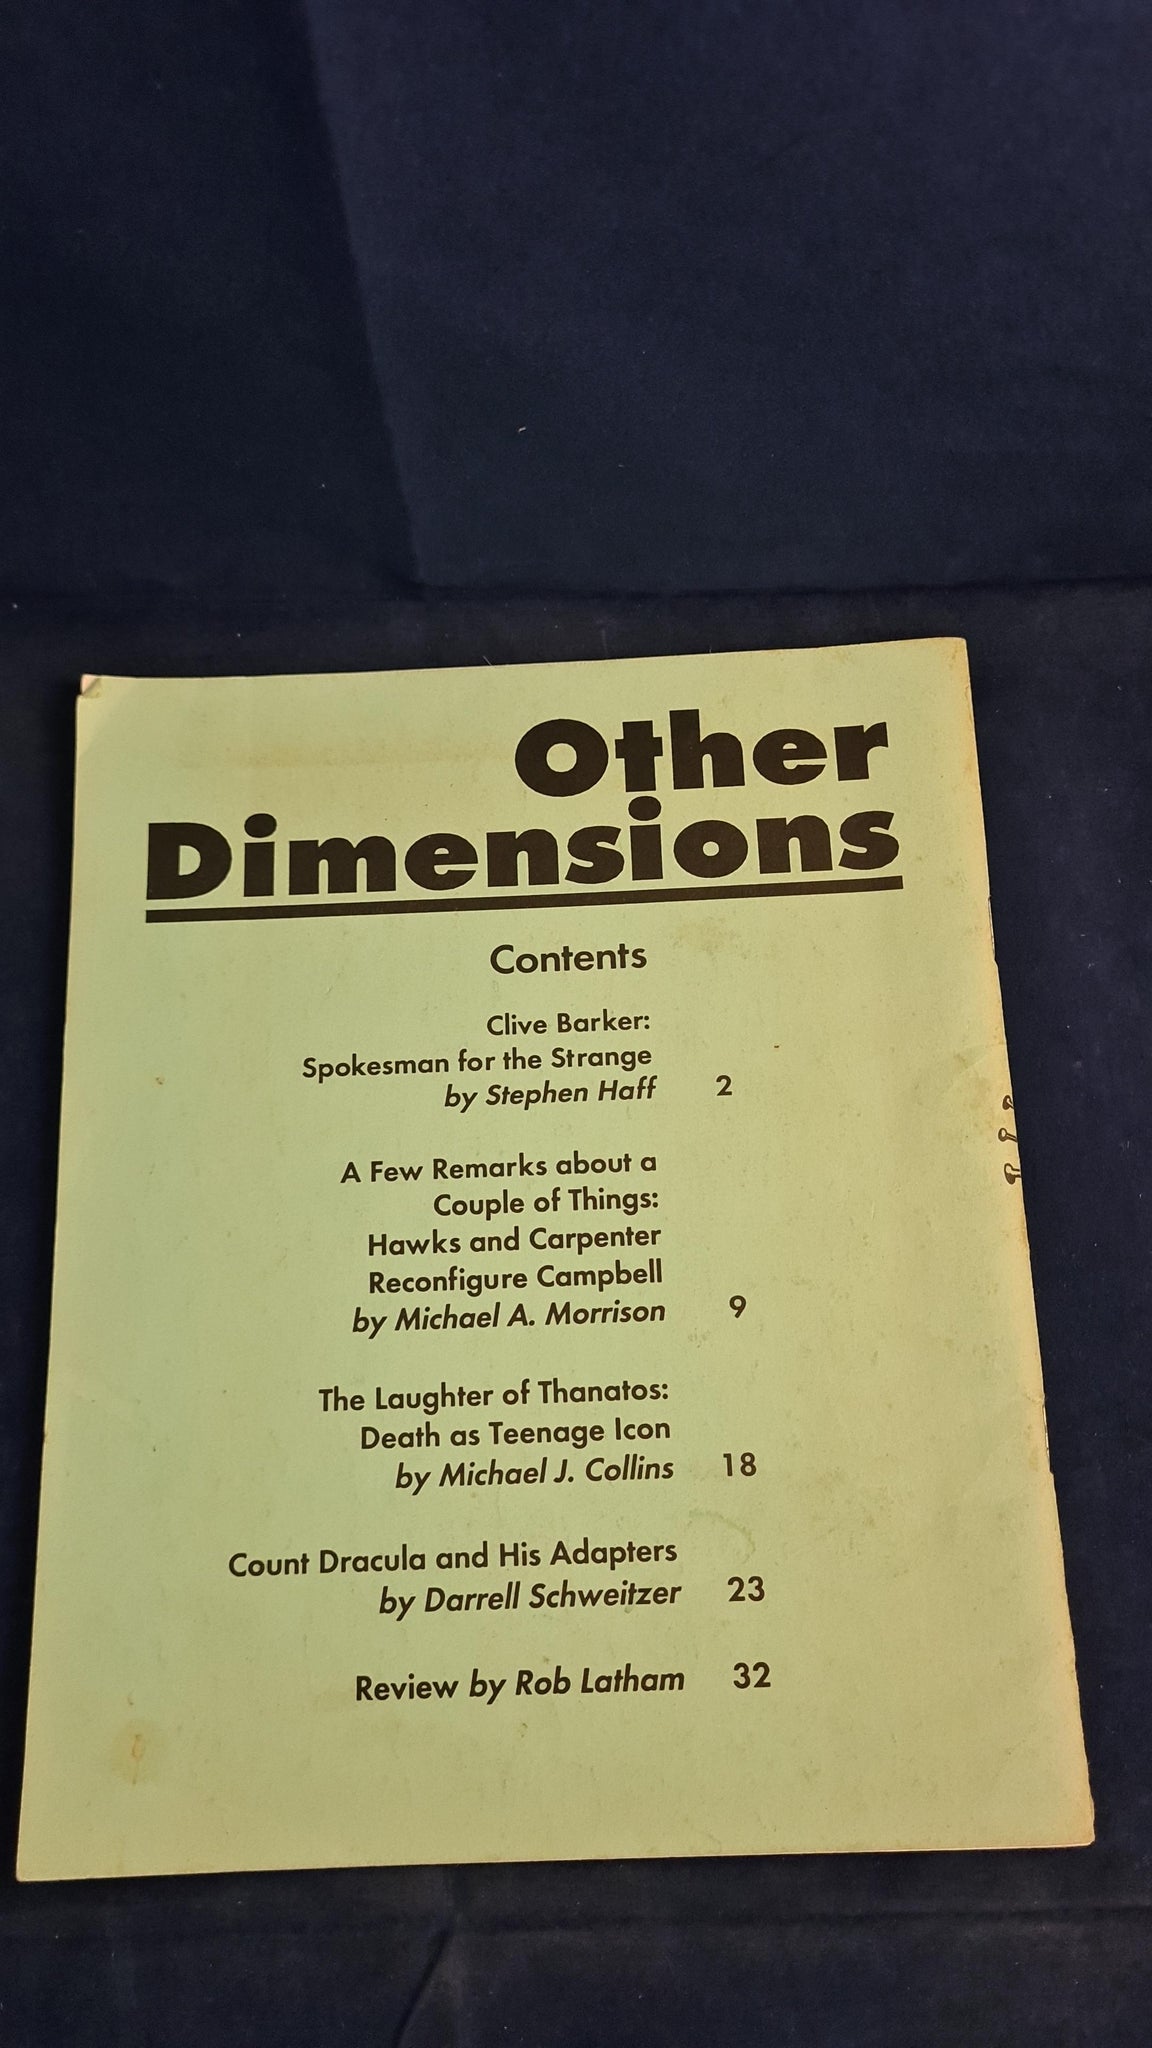 Other
Dimensions
Contents
Clive Barker:
Spokesman for the Strange
by Stephen Haff 2
A Few Remarks about a
Couple of Things:
Hawks and Carpenter
Reconfigure Campbell
by Michael A. Morrison 9
The Laughter of Thanatos:
Death as Teenage Icon
by Michael J. Collins 18
Count Dracula and His Adapters
by Darrell Schweitzer 23
Review by Rob Latham 32